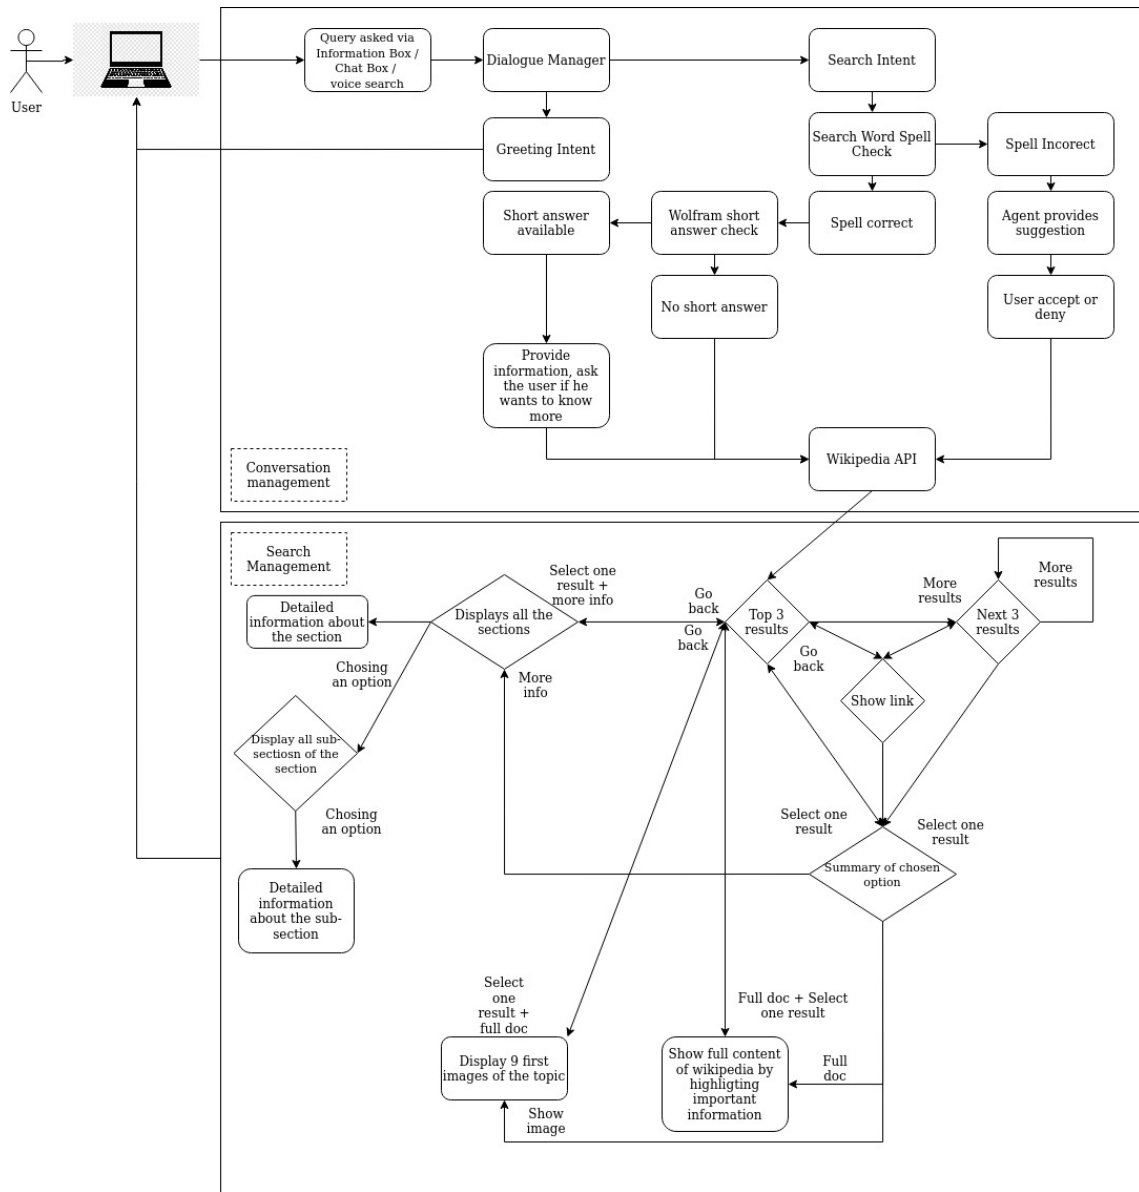 User
Query asked via
Information Box /
Chat Box /
voice search
Dialogue Manager
Search Intent
Greeting Intent
Search Word Spell
Check
Spell Incorect
Short answer
available
Wolfram short
answer check
Spell correct
Agent provides
suggestion
No short answer
User accept or
deny
Provide
information, ask
the user if he
wants to know
more
Wikipedia API
Conversation
management
Search
Management
Detailed
information about
the section
Displays all the
sections
Select one
result +
more info
Go
back
Go
back
Top 3
results
Go
back
More
results
Next 3
results
More
results
Show link
Chosing
an option
More
info
Display all sub-
sectiosn of the
section
Chosing
an option
Select one
result
Select one
result
Summary of chosen
option
Detailed
information
about the sub-
section
Select
one
result +
full doc
Full doc + Select
one result
Display 9 first
images of the topic
Show full content
of wikipedia by
highligting
important
information
Full
doc
Show
image